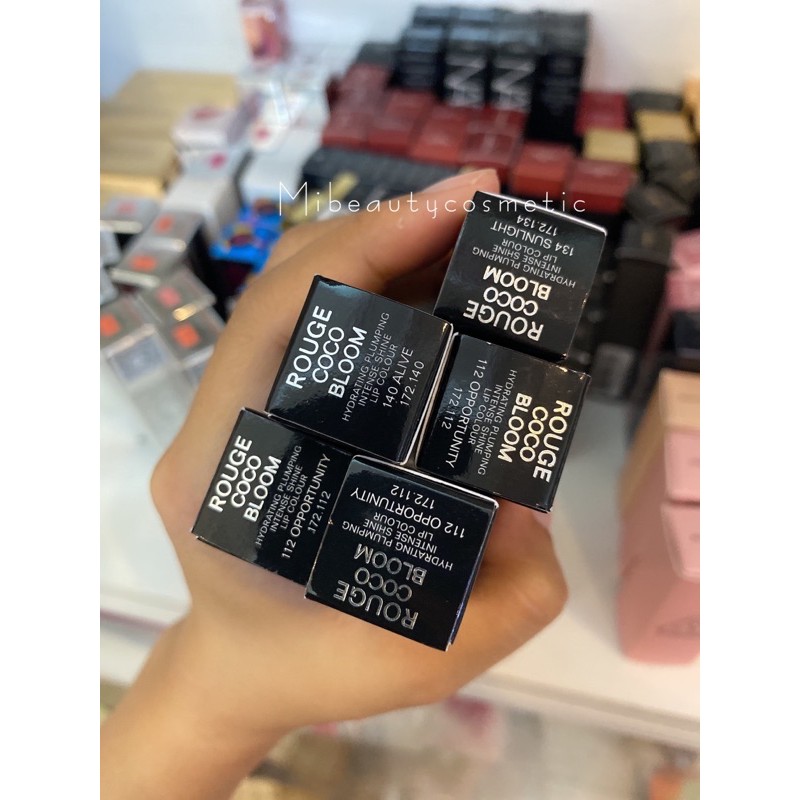 Mibeautycosmetic
ROUGE
COCO
BLOOM
HYDRATING PLUMPING
INTENSE SHINE
LIP COLOUR
134 SUNLIGHT
172.134
ROUGE
COCO
BLOOM
HYDRATING PLUMPING
INTENSE SHINE
LIP COLOUR
140 ALIVE
172.140
ROUGE
COCO
BLOOM
HYDRATING PLUMPING
INTENSE SHINE
LIP COLOUR
112 OPPORTUNITY
172.112
ROUGE
COCO
BLOOM
HYDRATING PLUMPING
INTENSE SHINE
LIP COLOUR
112 OPPORTUNITY
172.112
ROUGE
COCO
BLOOM
HYDRATING PLUMPING
INTENSE SHINE
LIP COLOUR
112 OPPORTUNITY
172.112